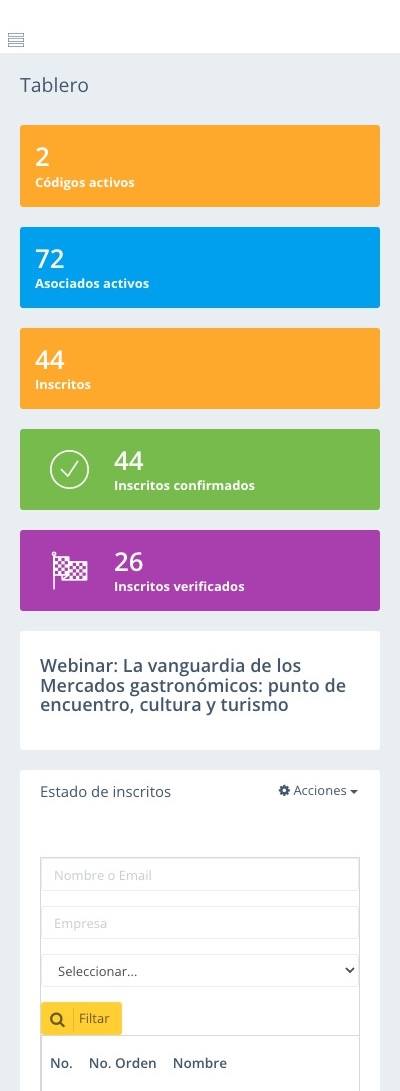 Tablero
2
Códigos activos
72
Asociados activos
44
Inscritos
44
Inscritos confirmados
26
Inscritos verificados
Webinar: La vanguardia de los
Mercados gastronómicos: punto de
encuentro, cultura y turismo
Estado de inscritos
Acciones
Nombre o Email
Empresa
Seleccionar...
Filtar
No. No. Orden Nombre